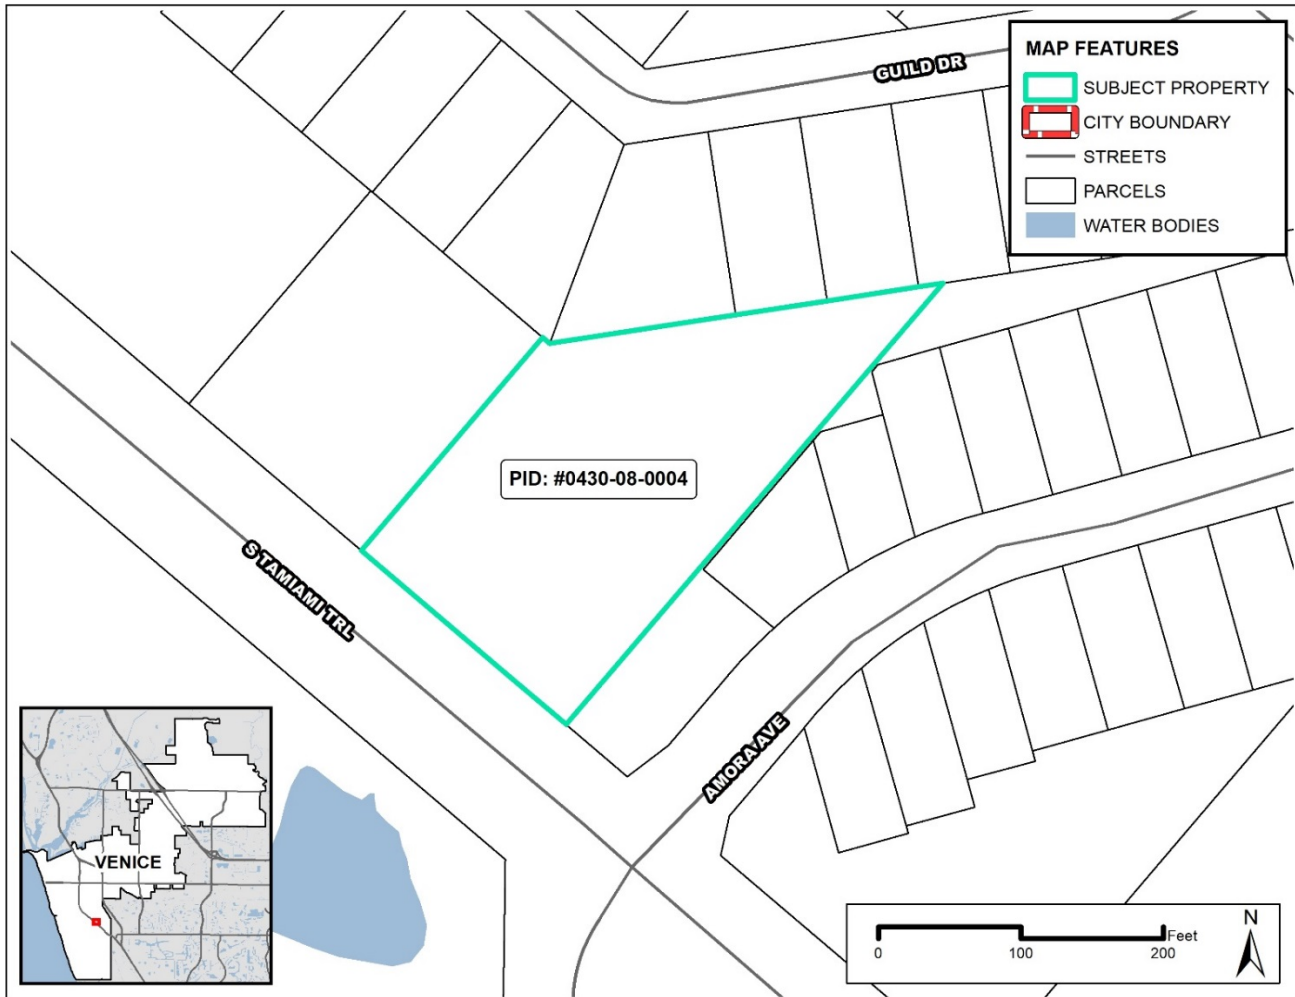 GUILD DR
MAP FEATURES
SUBJECT PROPERTY
CITY BOUNDARY
STREETS
PARCELS
WATER BODIES
PID: #0430-08-0004
S TAMIAMI TRL
AMORA AVE
VENICE
N
Feet
0 100 200